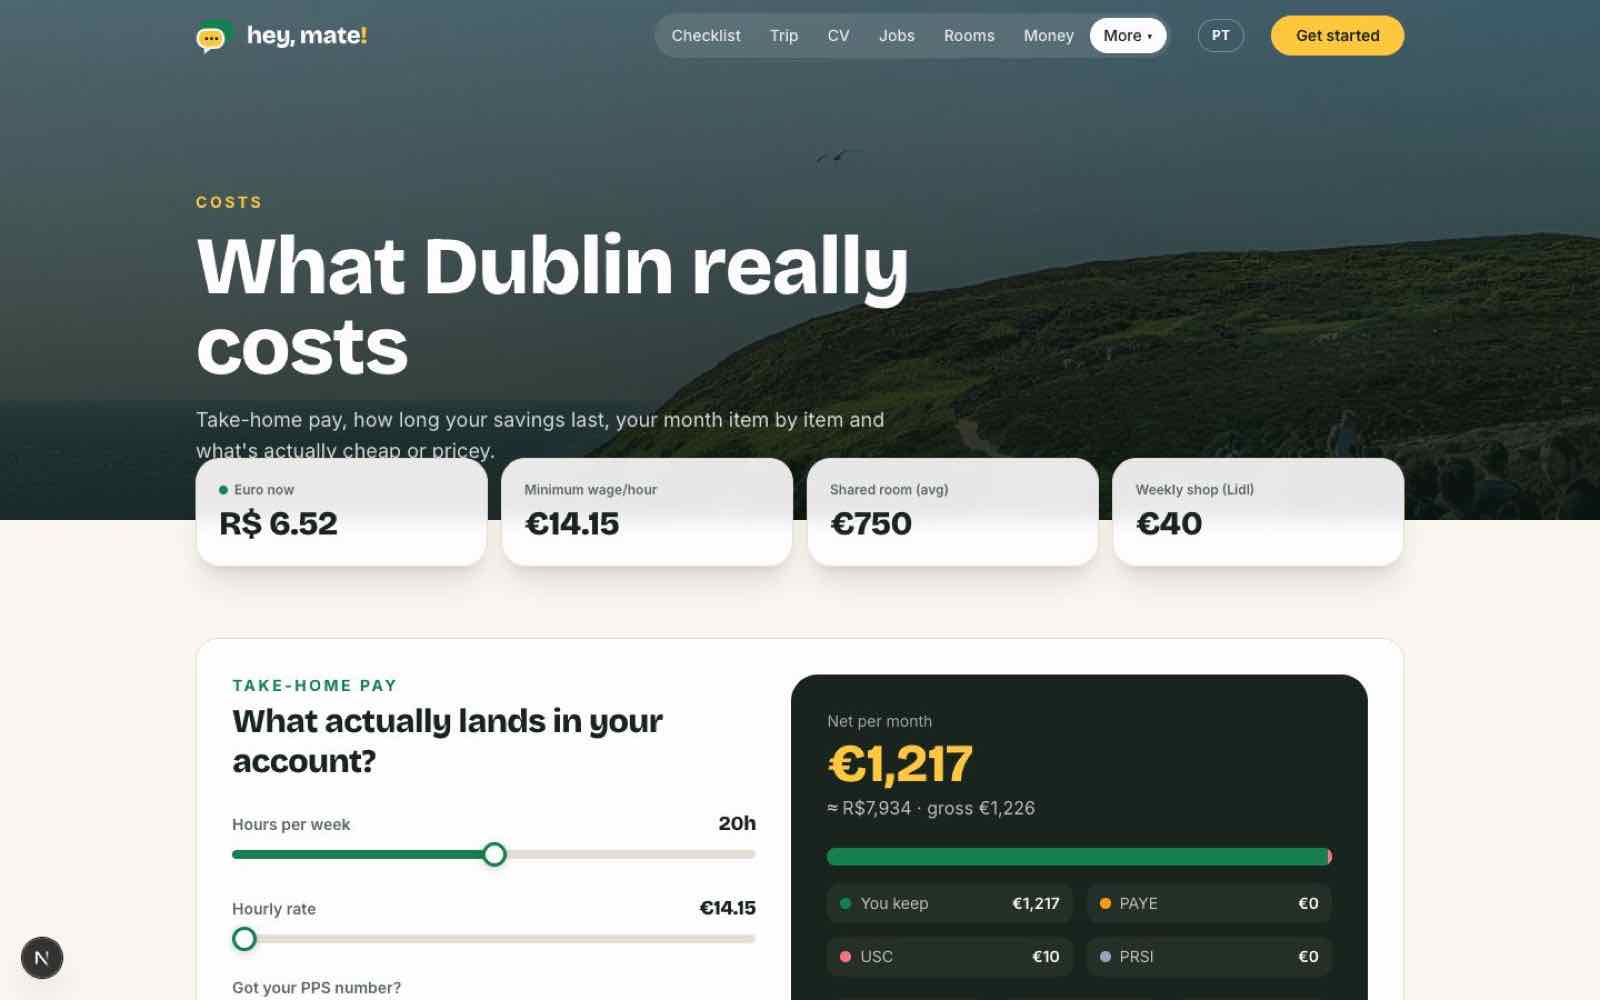 hey, mate!
Checklist Trip CV Jobs Rooms Money More ▾ PT Get started
COSTS
What Dublin really
costs
Take-home pay, how long your savings last, your month item by item and
what's actually cheap or pricey.
Euro now
R$ 6.52
Minimum wage/hour
€14.15
Shared room (avg)
€750
Weekly shop (Lidl)
€40
TAKE-HOME PAY
What actually lands in your
account?
Hours per week 20h
Hourly rate €14.15
Got your PPS number?
Net per month
€1,217
≈ R$7,934 · gross €1,226
You keep €1,217
PAYE €0
USC €10
PRSI €0
N